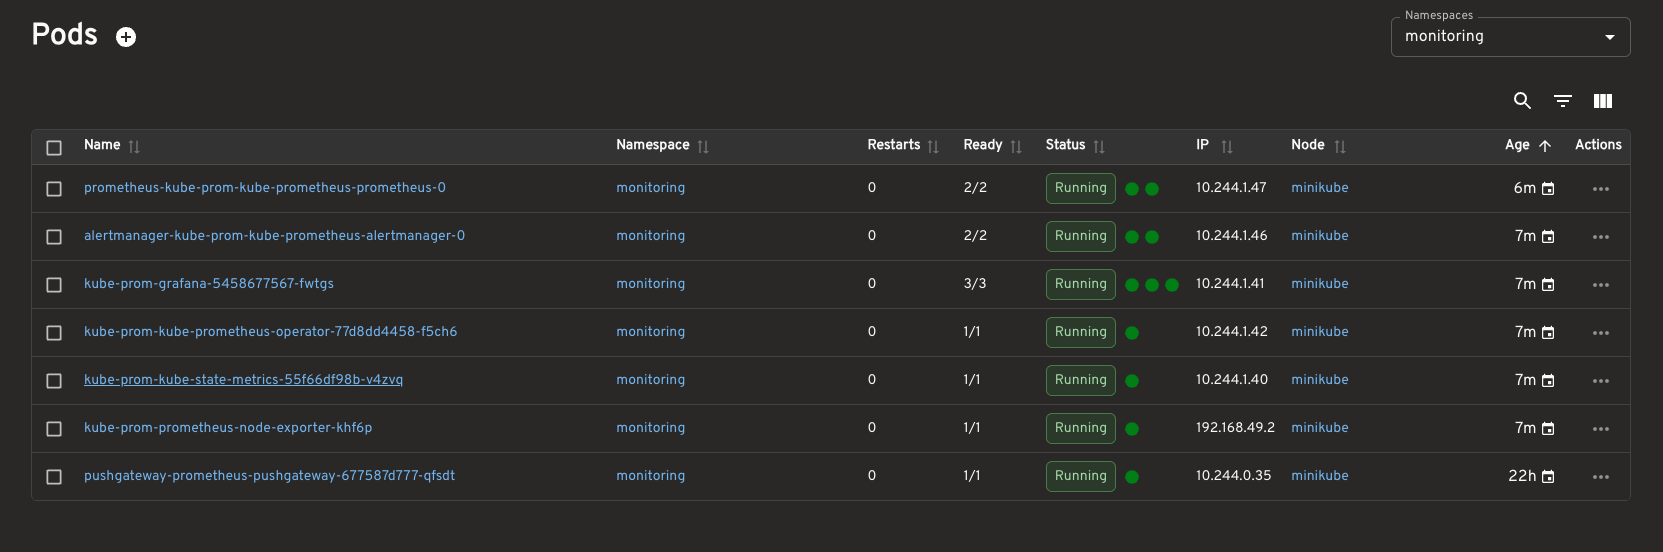 Pods
Namespaces
monitoring
Name Namespace Restarts Ready Status IP Node Age Actions
prometheus-kube-prom-kube-prometheus-prometheus-0 monitoring 0 2/2 Running 10.244.1.47 minikube 6m
alertmanager-kube-prom-kube-prometheus-alertmanager-0 monitoring 0 2/2 Running 10.244.1.46 minikube 7m
kube-prom-grafana-5458677567-fwtgs monitoring 0 3/3 Running 10.244.1.41 minikube 7m
kube-prom-kube-prometheus-operator-77d8dd4458-f5ch6 monitoring 0 1/1 Running 10.244.1.42 minikube 7m
kube-prom-kube-state-metrics-55f66df98b-v4zvq monitoring 0 1/1 Running 10.244.1.40 minikube 7m
kube-prom-prometheus-node-exporter-khf6p monitoring 0 1/1 Running 192.168.49.2 minikube 7m
pushgateway-prometheus-pushgateway-677587d777-qfsdt monitoring 0 1/1 Running 10.244.0.35 minikube 22h